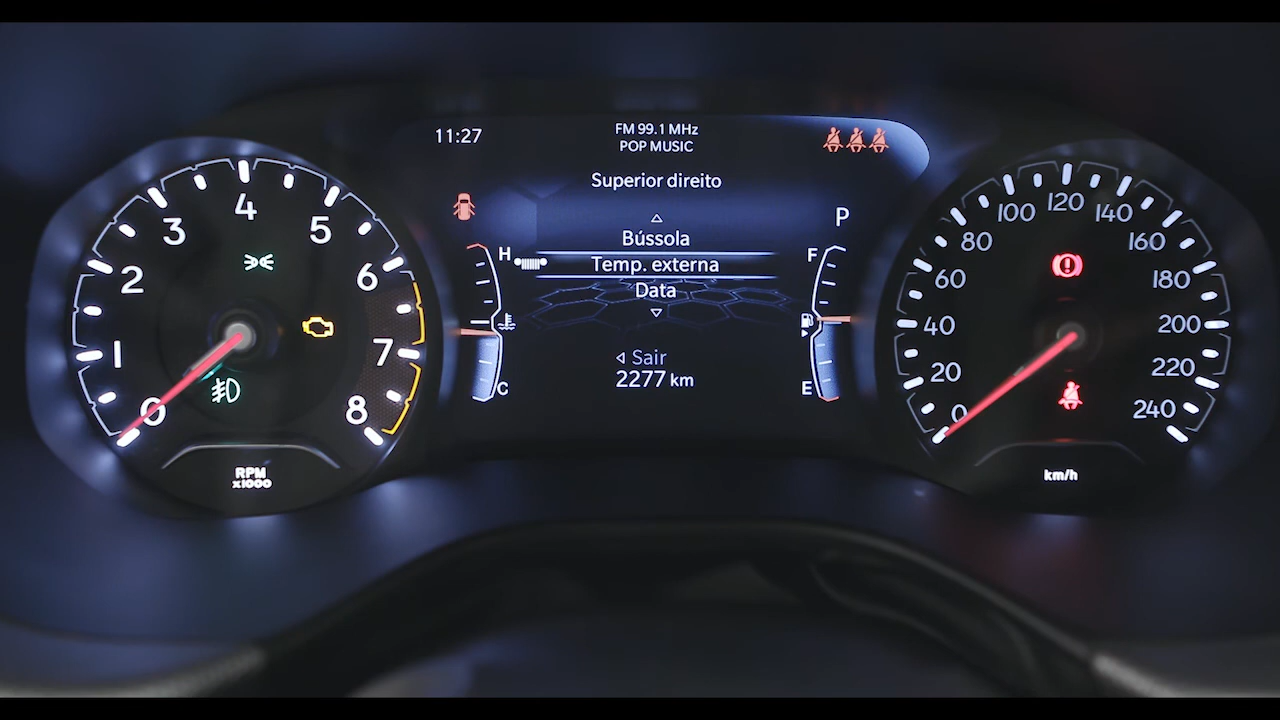 11:27
FM 99.1 MHz
POP MUSIC
Superior direito
Bússola
Temp. externa
Data
Sair
2277 km
P
H
C
F
E
0
1
2
3
4
5
6
7
8
RPM
x1000
0
20
40
60
80
100
120
140
160
180
200
220
240
km/h